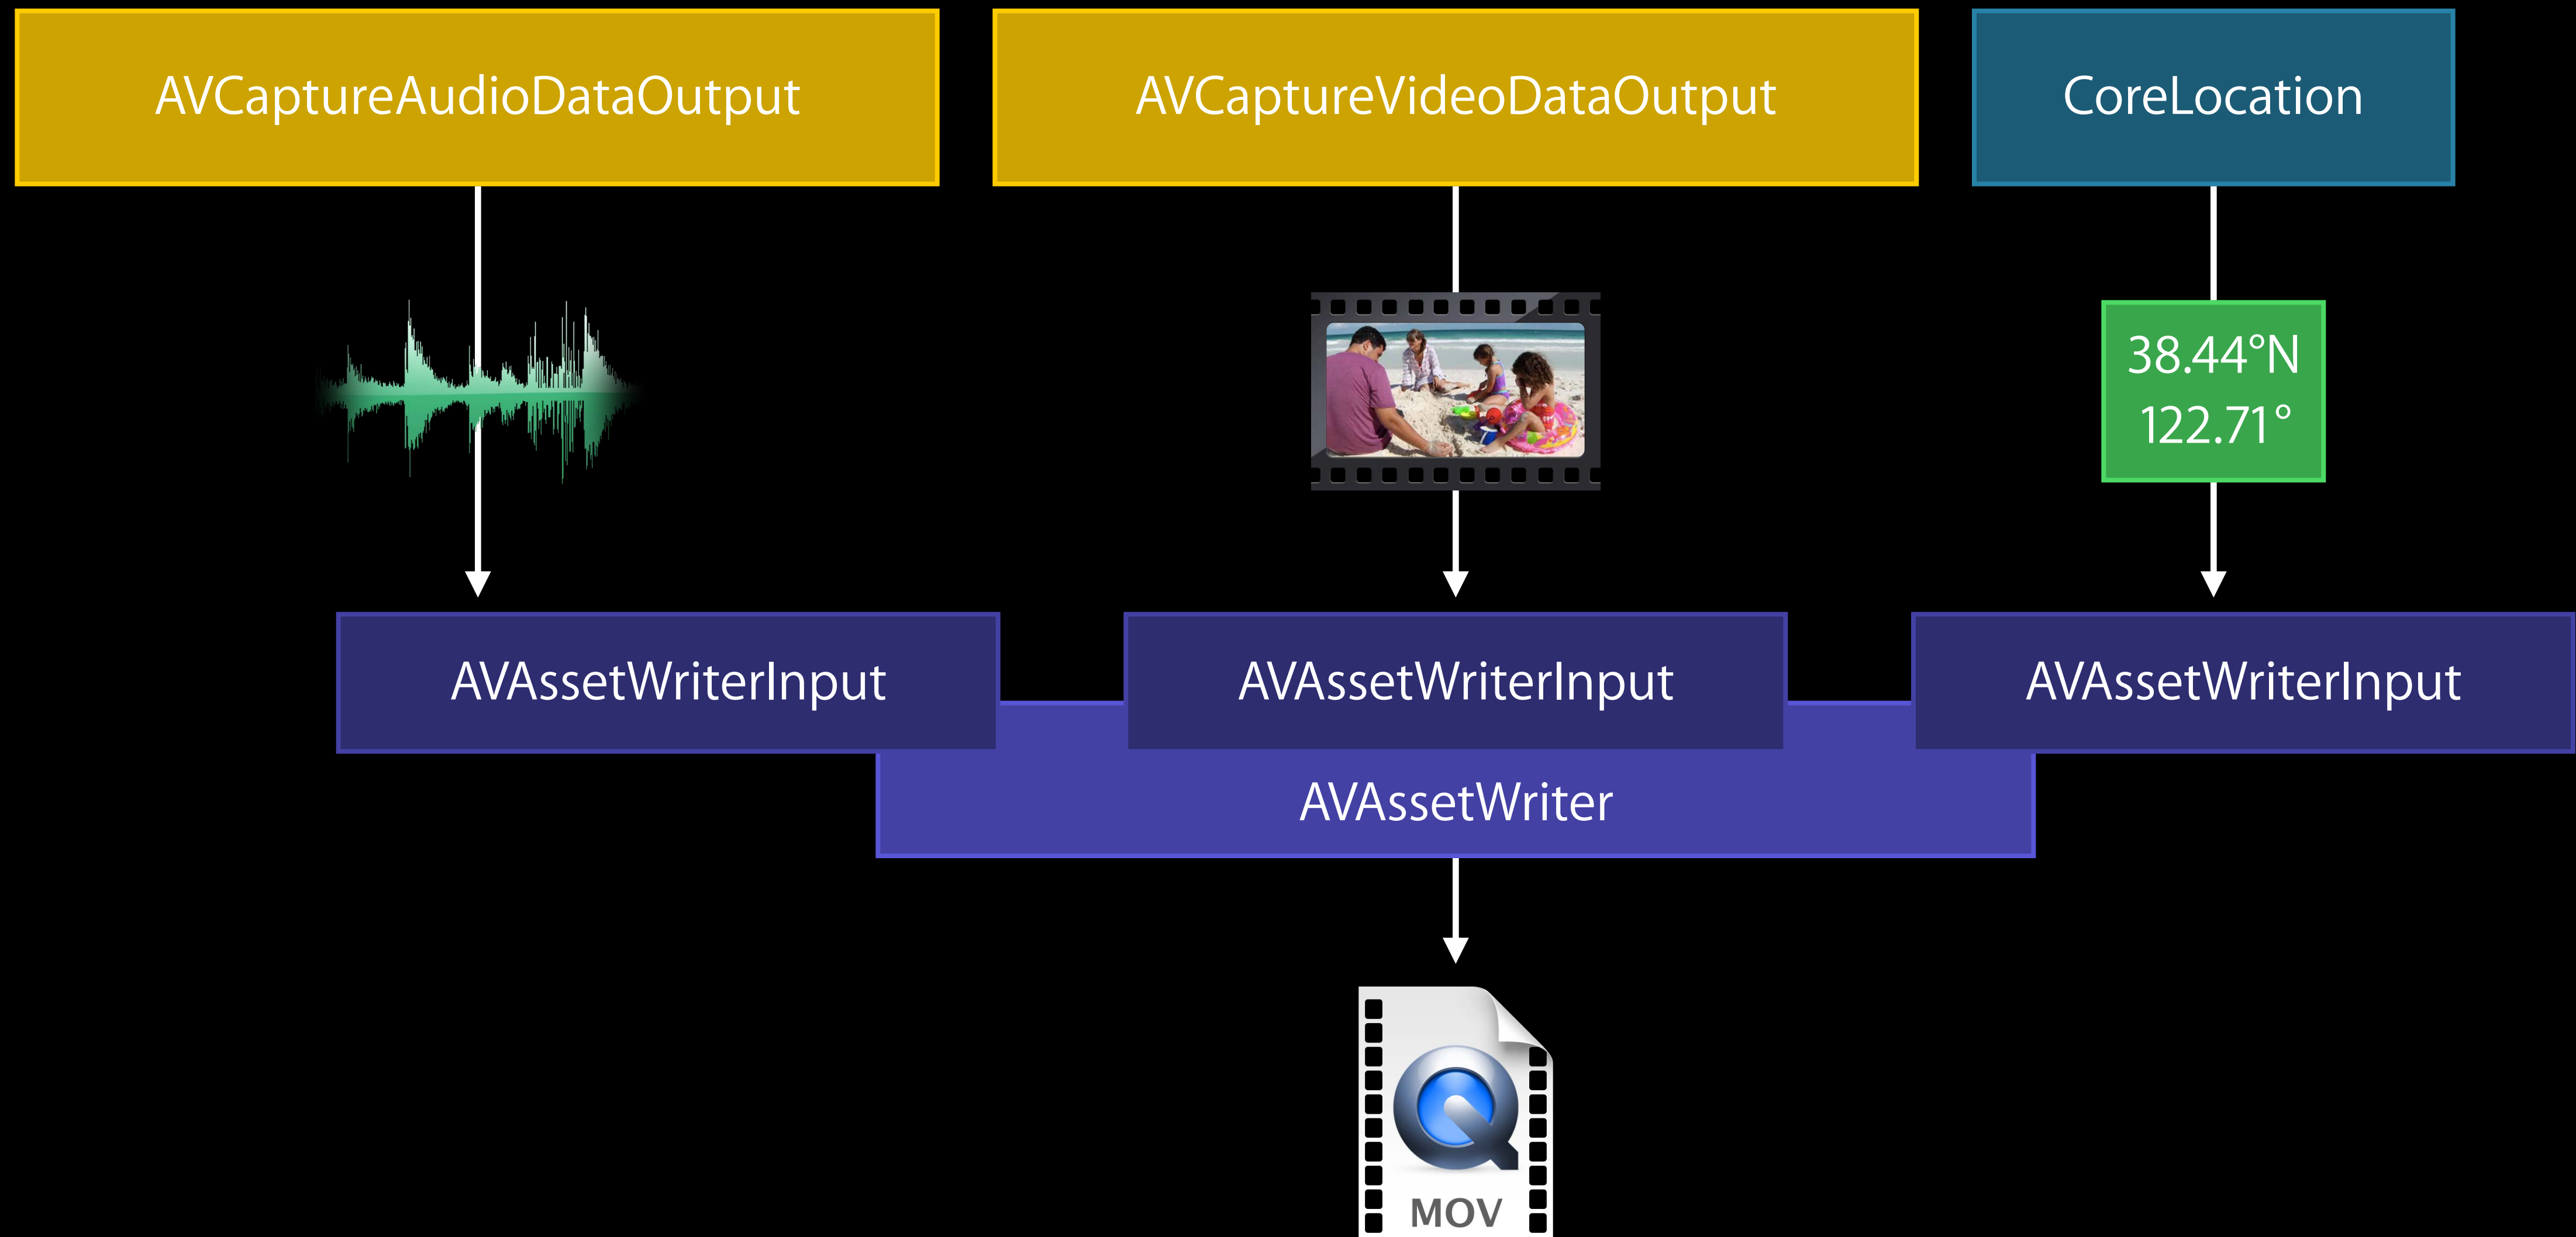 AVCaptureAudioDataOutput
AVCaptureVideoDataOutput
CoreLocation
38.44°N
122.71°
AVAssetWriterInput
AVAssetWriterInput
AVAssetWriterInput
AVAssetWriter
MOV